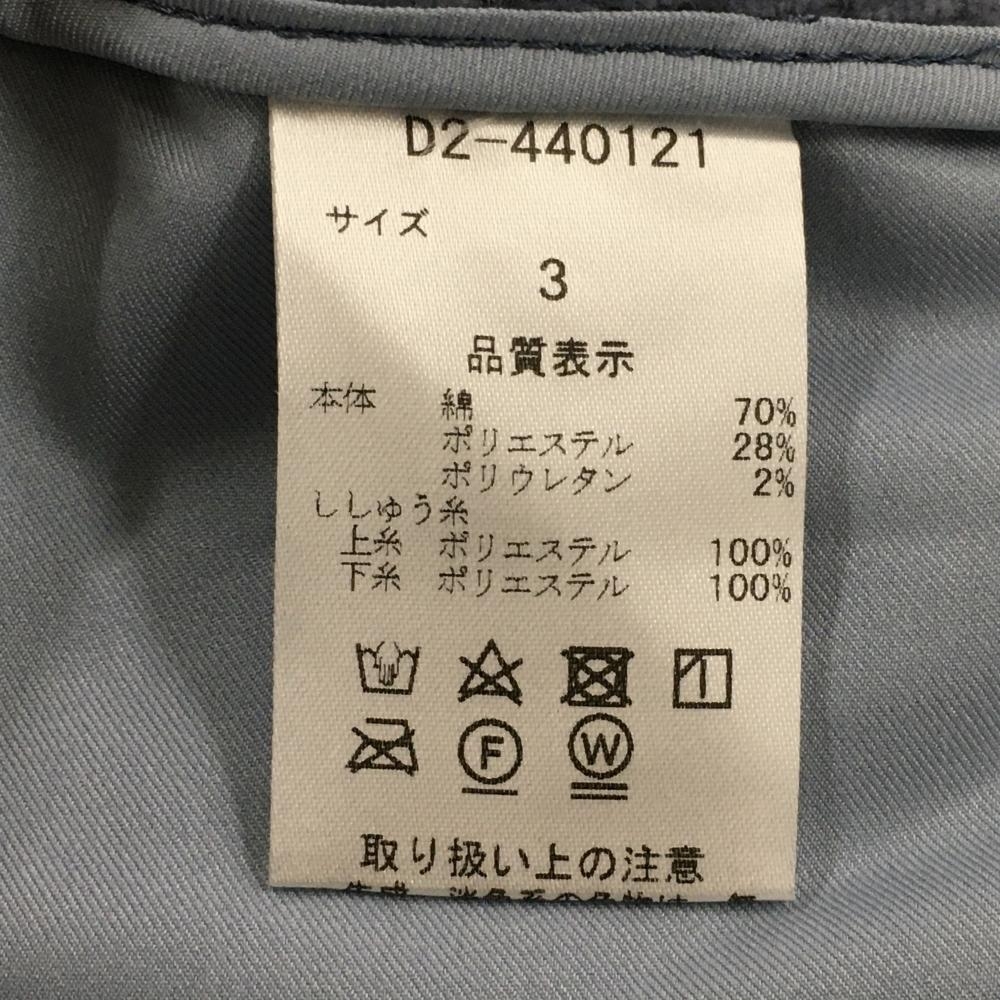 D2-440121
サイズ
3
品質表示
本体 綿 70%
ポリエステル 28%
ポリウレタン 2%
ししゅう糸
上糸 ポリエステル 100%
下糸 ポリエステル 100%
F W
取り扱い上の注意